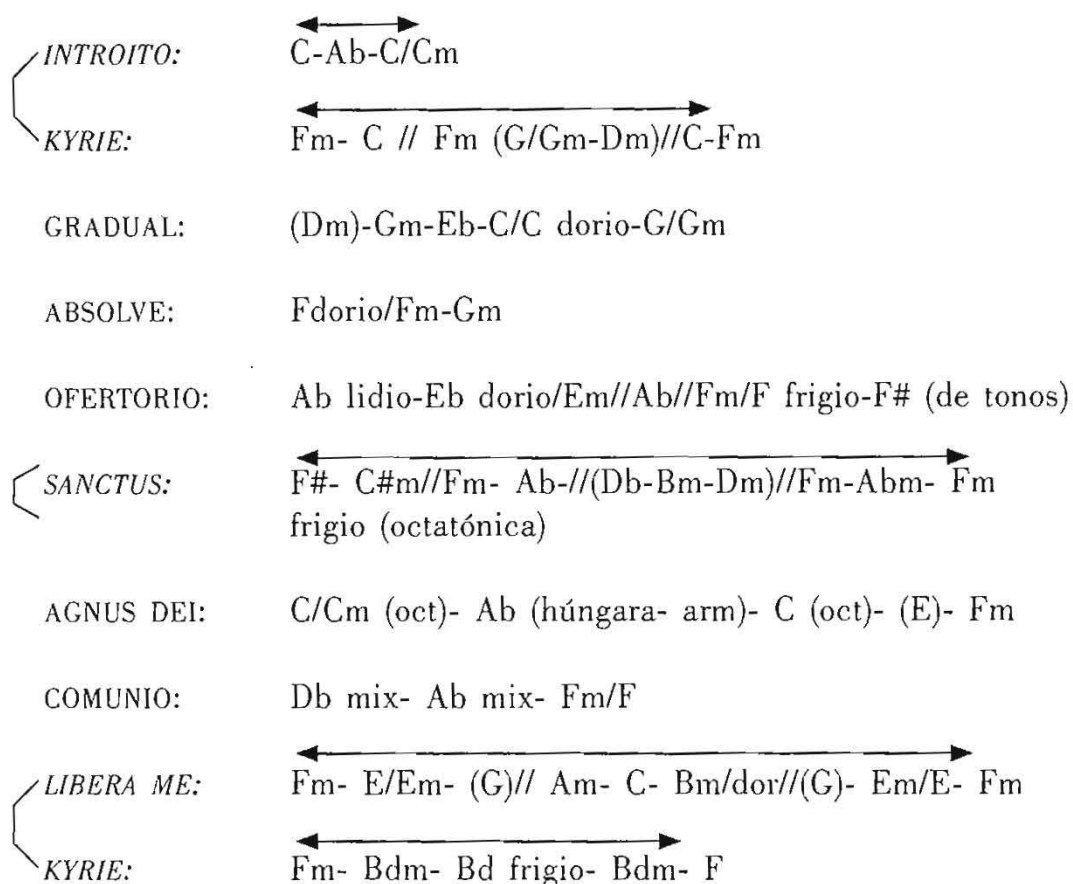 INTROITO: C-Ab-C/Cm
KYRIE: Fm- C // Fm (G/Gm-Dm)//C-Fm
GRADUAL: (Dm)-Gm-Eb-C/C dorio-G/Gm
ABSOLVE: Fdorio/Fm-Gm
OFERTORIO: Ab lidio-Eb dorio/Em//Ab//Fm/F frigio-F# (de tonos)
SANCTUS: F#- C#m//Fm- Ab-//(Db-Bm-Dm)//Fm-Abm- Fm
frigio (octatónica)
AGNUS DEI: C/Cm (oct)- Ab (húngara- arm)- C (oct)- (E)- Fm
COMUNIO: Db mix- Ab mix- Fm/F
LIBERA ME: Fm- E/Em- (G)// Am- C- Bm/dor//(G)- Em/E- Fm
KYRIE: Fm- Bdm- Bd frigio- Bdm- F